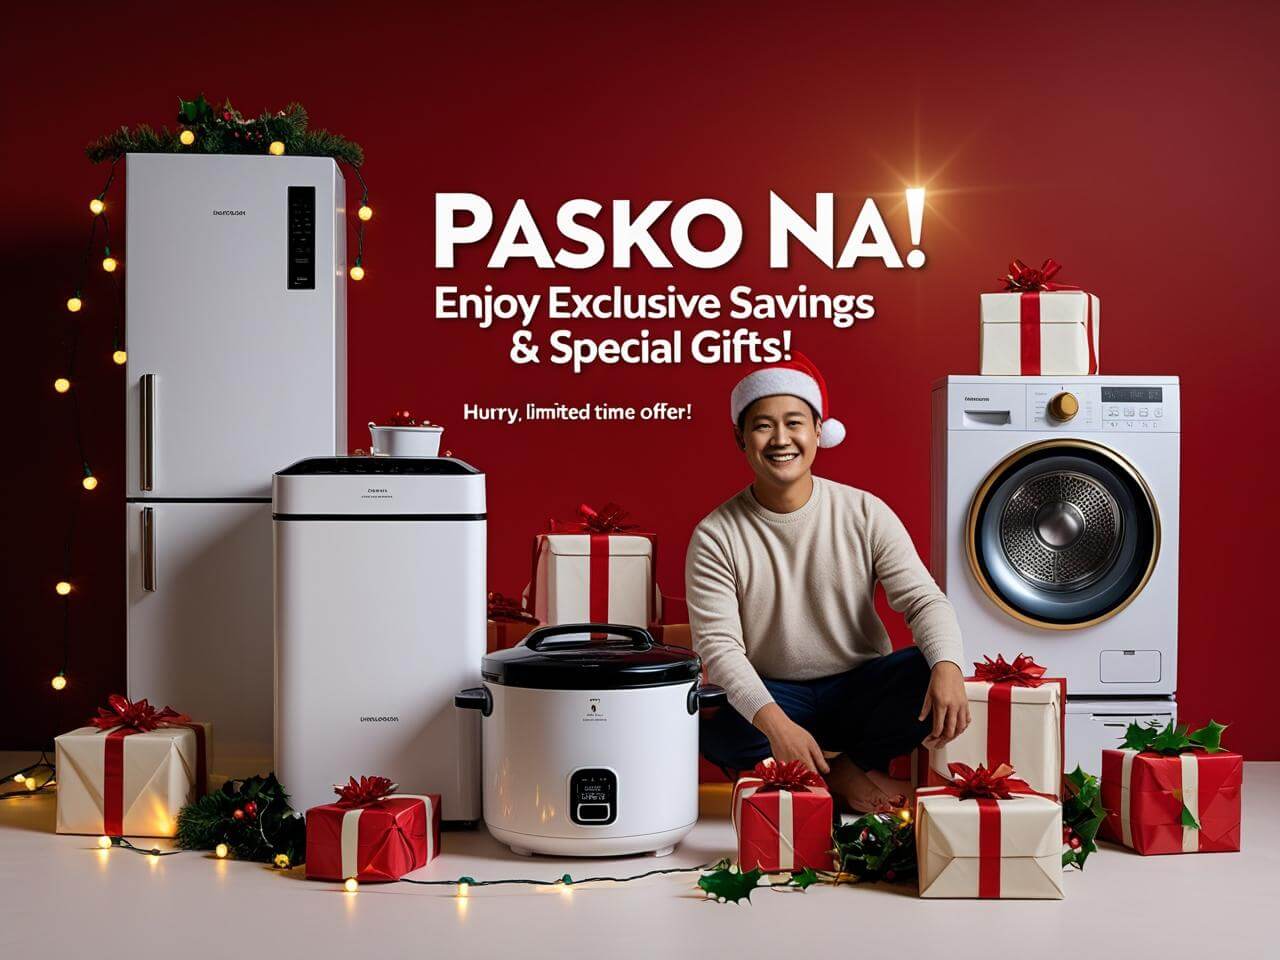 PASKO NA!
Enjoy Exclusive Savings
& Special Gifts!
Hurry, limited time offer!